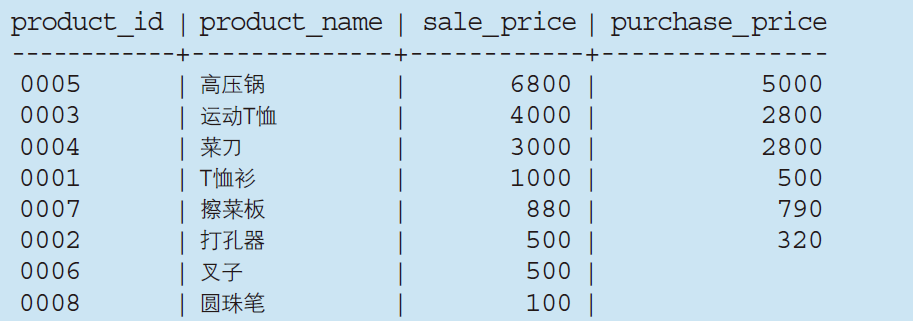 product_id | product_name | sale_price | purchase_price
-----------+--------------+------------+---------------
0005 | 高压锅 | 6800 | 5000
0003 | 运动T恤 | 4000 | 2800
0004 | 菜刀 | 3000 | 2800
0001 | T恤衫 | 1000 | 500
0007 | 擦菜板 | 880 | 790
0002 | 打孔器 | 500 | 320
0006 | 叉子 | 500 |
0008 | 圆珠笔 | 100 |